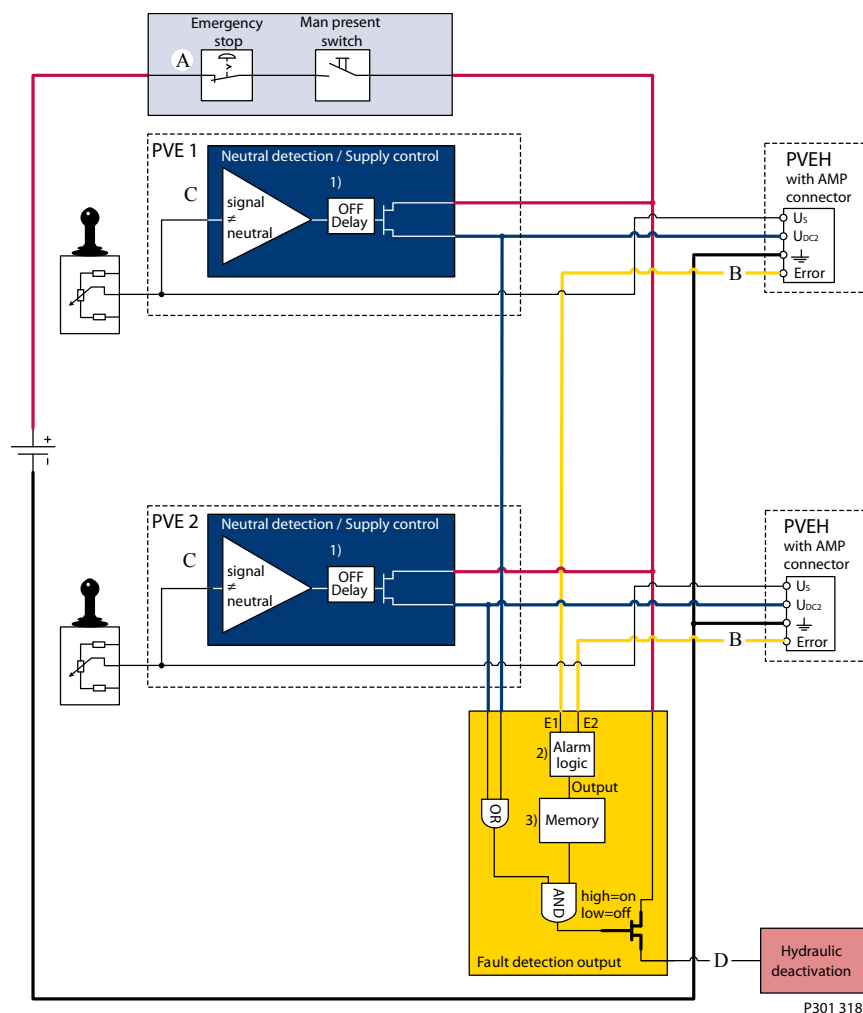 Emergency
stop
Man present
switch
A
PVE 1
Neutral detection / Supply control
C
signal
≠
neutral
1)
OFF
Delay
PVEH
with AMP
connector
Us
UDC2
Error
B
+
-
PVE 2
Neutral detection / Supply control
C
signal
≠
neutral
1)
OFF
Delay
PVEH
with AMP
connector
Us
UDC2
Error
B
E1 E2
2)
Alarm
logic
Output
OR
3)
Memory
AND
high=on
low=off
Fault detection output
D
Hydraulic
deactivation
P301 318